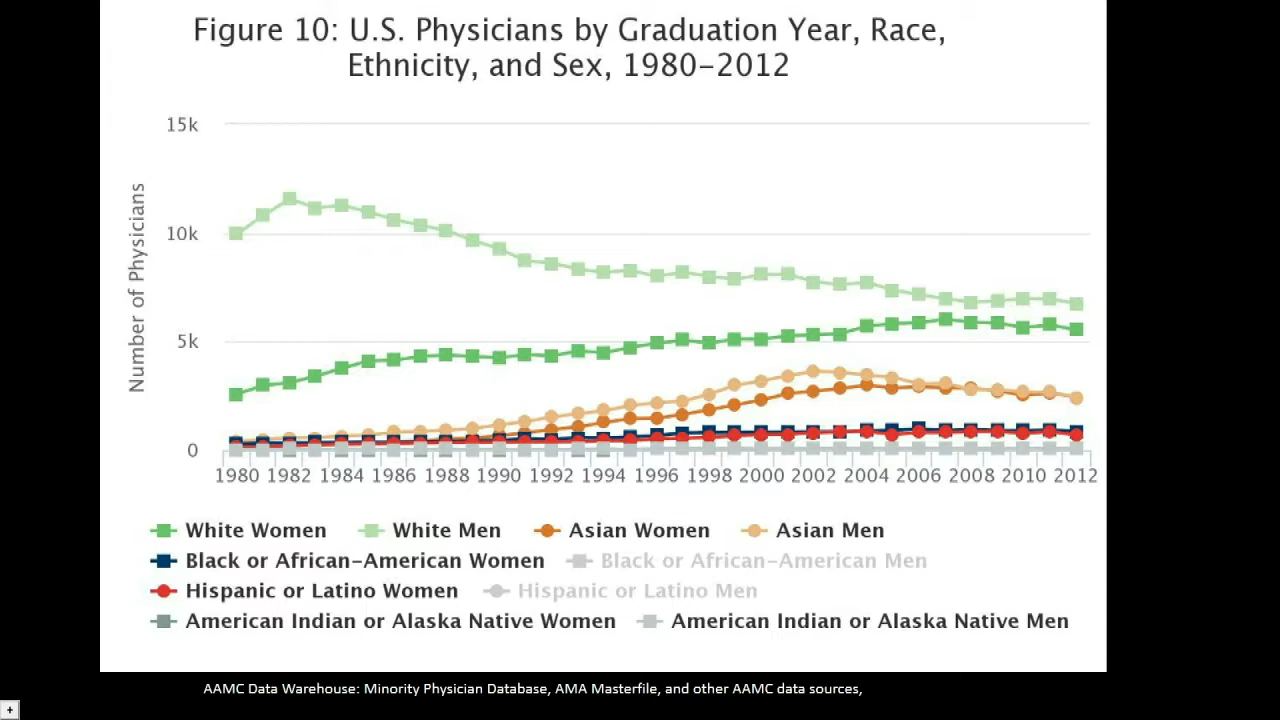 Figure 10: U.S. Physicians by Graduation Year, Race,
Ethnicity, and Sex, 1980-2012
Number of Physicians
15k
10k
5k
0
1980 1982 1984 1986 1988 1990 1992 1994 1996 1998 2000 2002 2004 2006 2008 2010 2012
White Women White Men Asian Women Asian Men
Black or African-American Women Black or African-American Men
Hispanic or Latino Women Hispanic or Latino Men
American Indian or Alaska Native Women American Indian or Alaska Native Men
AAMC Data Warehouse: Minority Physician Database, AMA Masterfile, and other AAMC data sources,
+